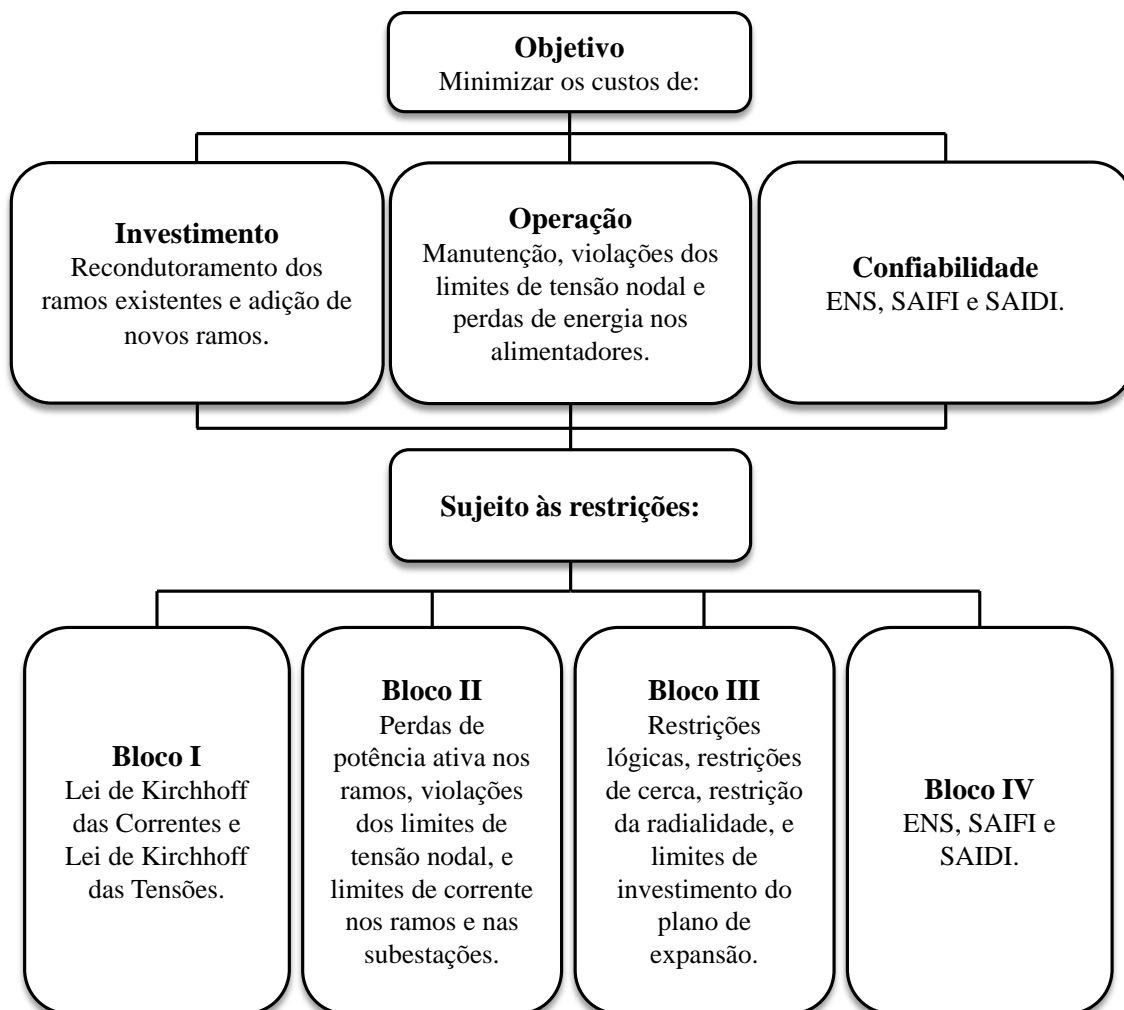 Objetivo
Minimizar os custos de:
Investimento
Recondutoramento dos
ramos existentes e adição de
novos ramos.
Operação
Manutenção, violações dos
limites de tensão nodal e
perdas de energia nos
alimentadores.
Confiabilidade
ENS, SAIFI e SAIDI.
Sujeito às restrições:
Bloco I
Lei de Kirchhoff
das Correntes e
Lei de Kirchhoff
das Tensões.
Bloco II
Perdas de
potência ativa nos
ramos, violações
dos limites de
tensão nodal, e
limites de corrente
nos ramos e nas
subestações.
Bloco III
Restrições
lógicas, restrições
de cerca, restrição
da radialidade, e
limites de
investimento do
plano de
expansão.
Bloco IV
ENS, SAIFI e
SAIDI.